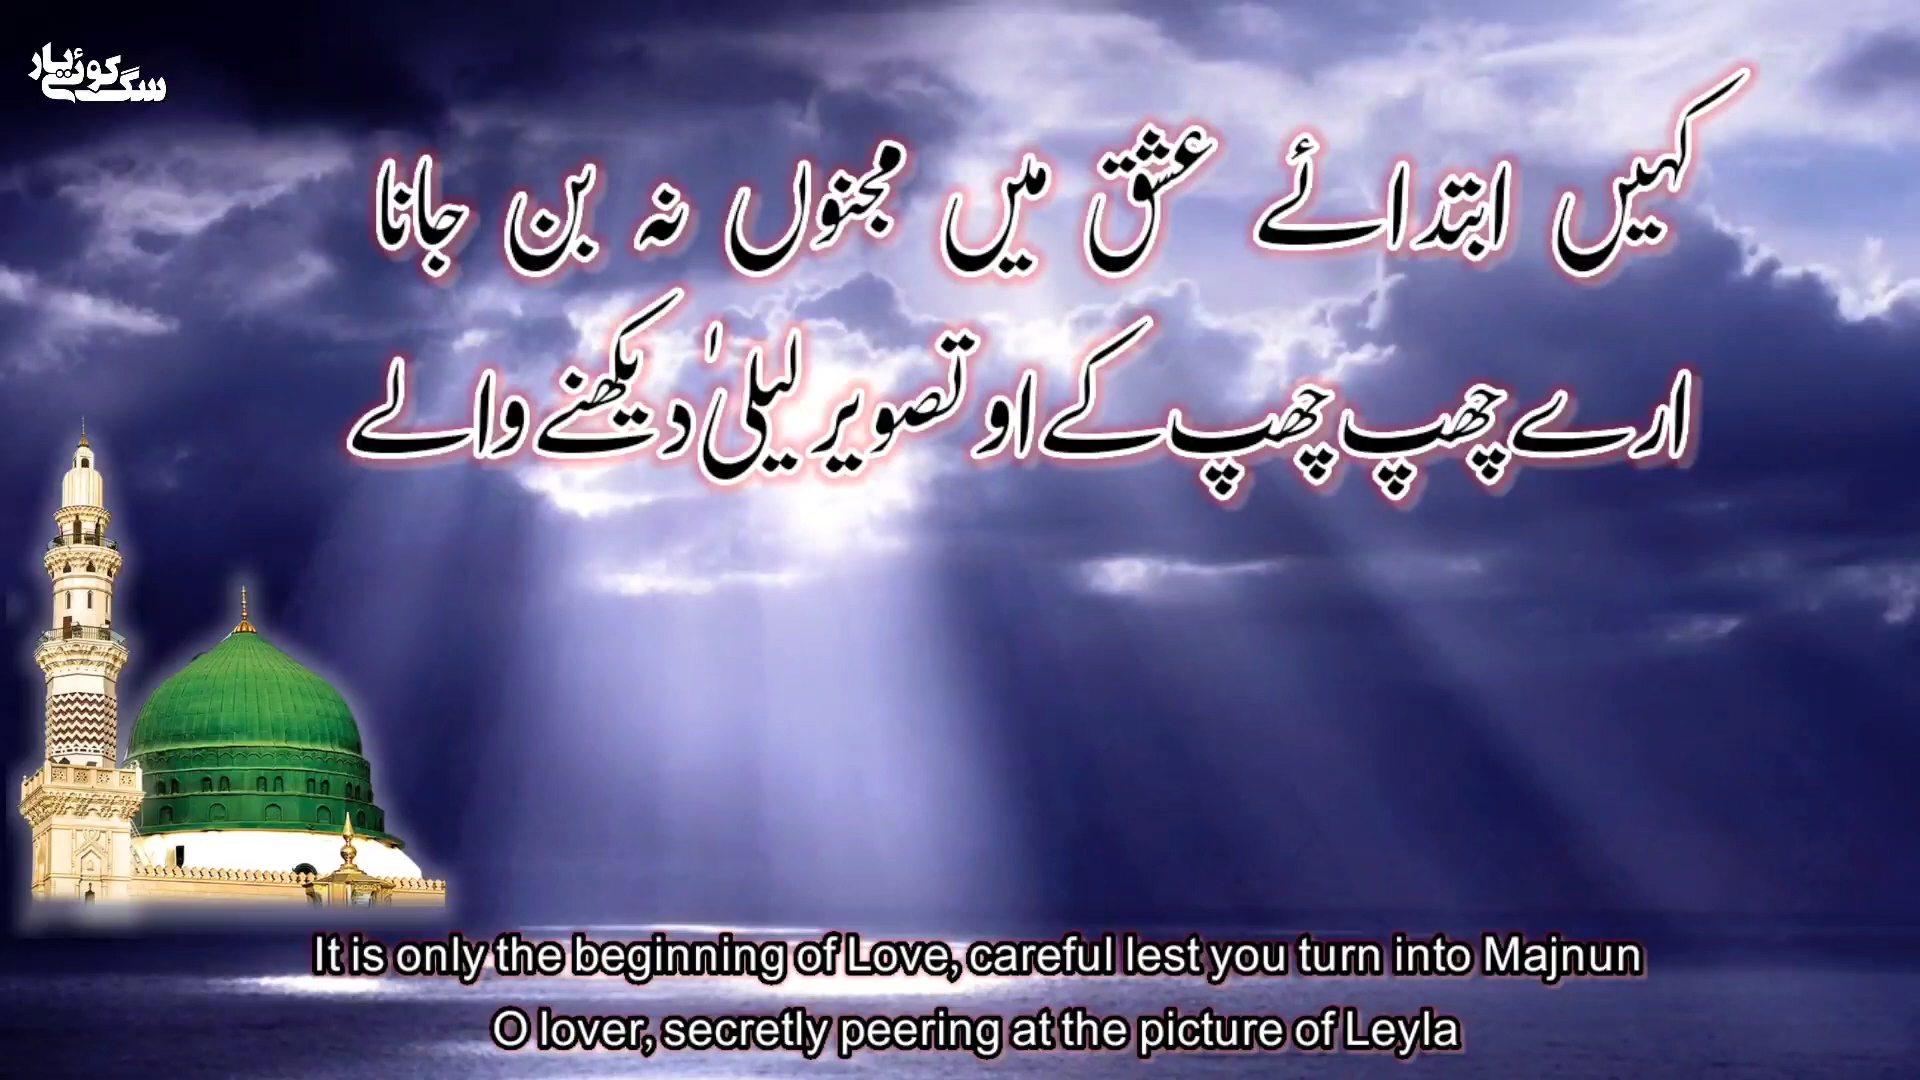 سگ کوئے یار
کہیں ابتدائے عشق میں مجنوں نہ بن جانا
ارے چھپ چھپ کے او تصویر لیلیٰ دیکھنے والے
It is only the beginning of Love, careful lest you turn into Majnun
O lover, secretly peering at the picture of Leyla